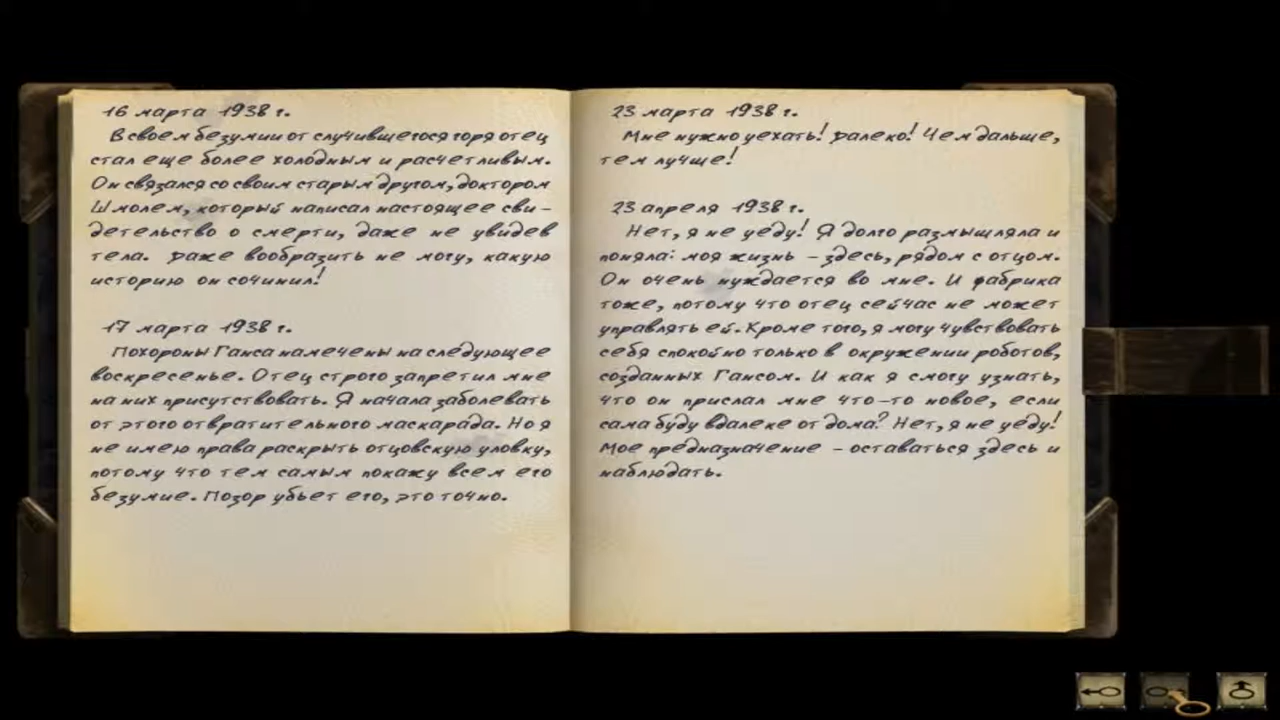 16 марта 1938 г.
В своем безумии от случившегося горя отец
стал еще более холодным и расчетливым.
Он связался со своим старым другом, доктором
Шмолем, который написал настоящее сви-
детельство о смерти, даже не увидев
тела. Даже вообразить не могу, какую
историю он сочинил!
17 марта 1938 г.
Похороны Ганса намечены на следующее
воскресенье. Отец строго запретил мне
на них присутствовать. Я начала заболевать
от этого отвратительного маскарада. Но я
не имею права раскрыть отцовскую уловку,
потому что тем самым покажу всем его
безумие. Позор убьет его, это точно.
23 марта 1938 г.
Мне нужно уехать! Далеко! Чем дальше,
тем лучше!
23 апреля 1938 г.
Нет, я не уеду! Я долго размышляла и
поняла: моя жизнь – здесь, рядом с отцом.
Он очень нуждается во мне. И фабрика
тоже, потому что отец сейчас не может
управлять ей. Кроме того, я могу чувствовать
себя спокойно только в окружении роботов,
созданных Гансом. И как я смогу узнать,
что он прислал мне что-то новое, если
сама буду вдалеке от дома? Нет, я не уеду!
Мое предназначение – оставаться здесь и
наблюдать.